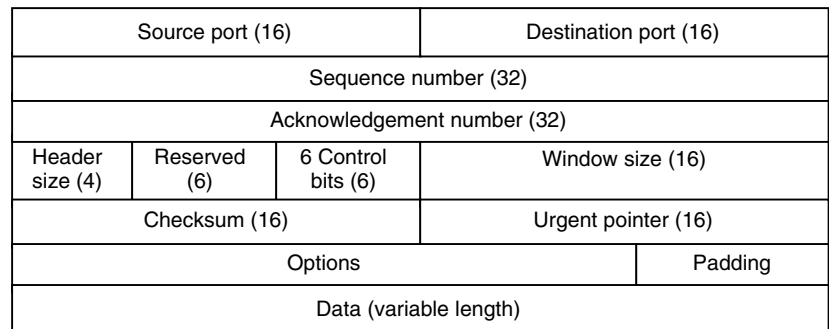 Source port (16)
Destination port (16)
Sequence number (32)
Acknowledgement number (32)
Header
size (4)
Reserved
(6)
6 Control
bits (6)
Window size (16)
Checksum (16)
Urgent pointer (16)
Options
Padding
Data (variable length)